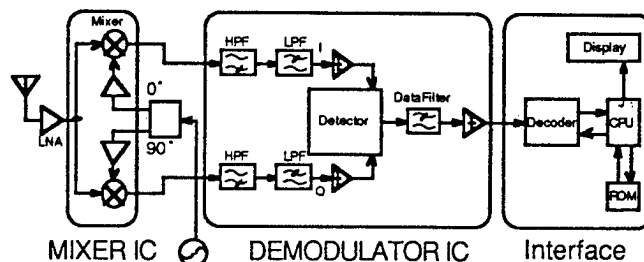 Mixer
LNA
0°
90°
HPF
LPF
I
HPF
LPF
Q
Detector
DataFilter
Display
Decoder
CPU
ROM
MIXER IC
DEMODULATOR IC
Interface